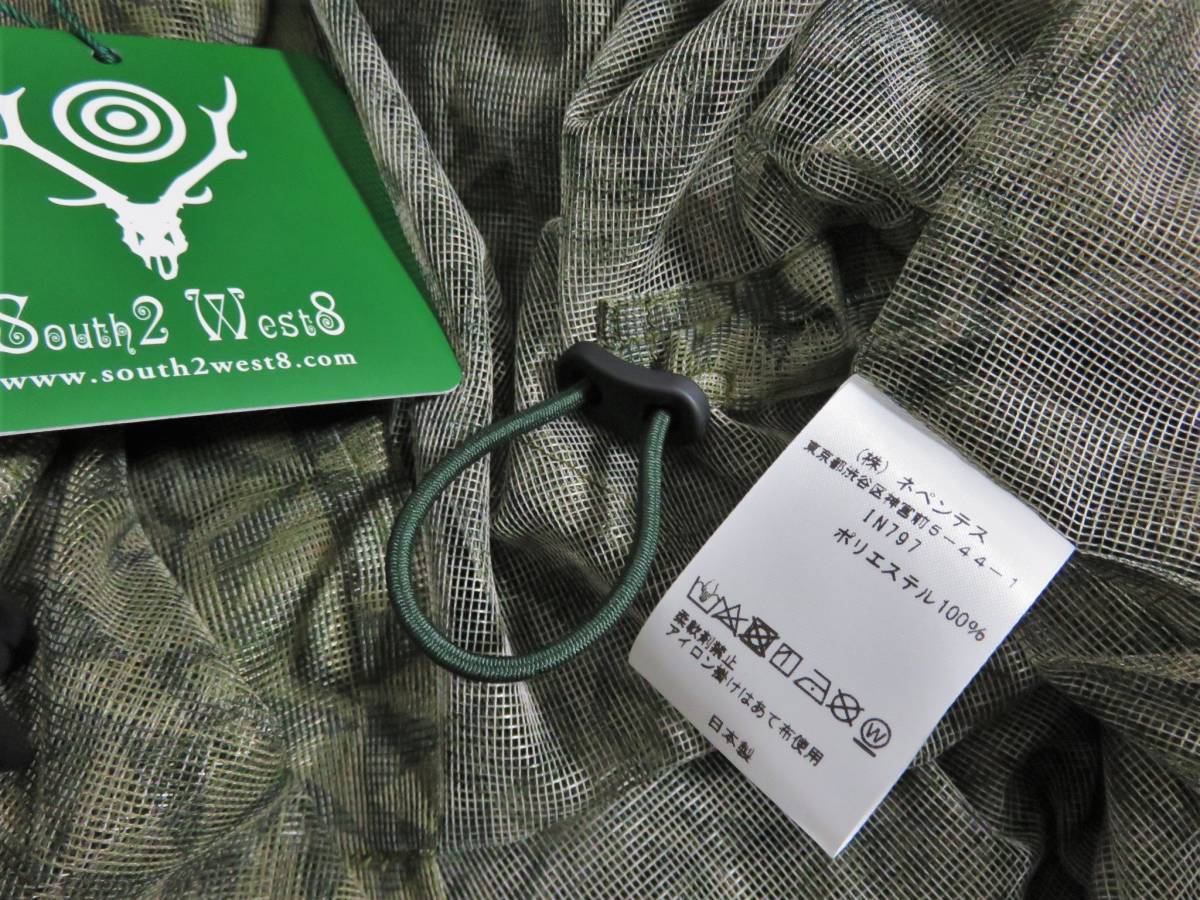 South2 West8
www.south2west8.com
(株) ネペンテス
東京都渋谷区神宮前5-44-1
IN797
ポリエステル100%
W
柔軟剤禁止
アイロン掛けはあて布使用
日本製